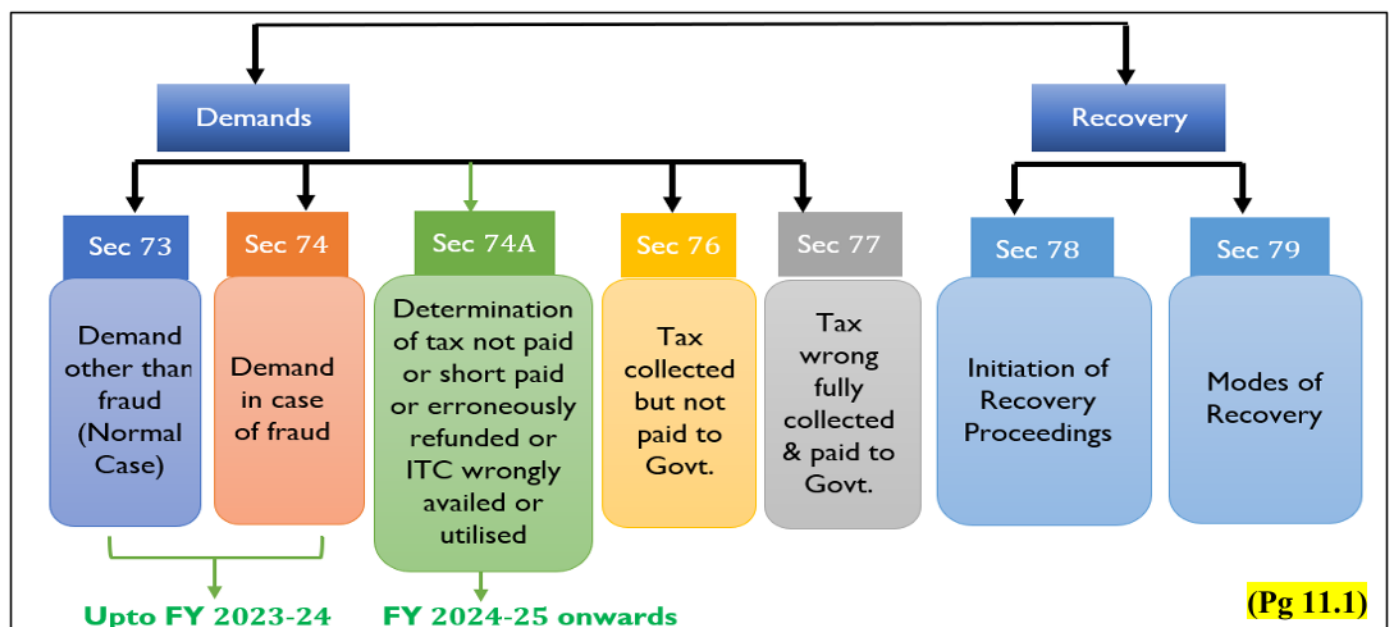 Demands
Recovery
Sec 73
Sec 74
Sec 74A
Sec 76
Sec 77
Sec 78
Sec 79
Demand
other than
fraud
(Normal
Case)
Demand
in case
of fraud
Determination
of tax not paid
or short paid
or erroneously
refunded or
ITC wrongly
availed or
utilised
Tax
collected
but not
paid to
Govt.
Tax
wrong
fully
collected
& paid to
Govt.
Initiation of
Recovery
Proceedings
Modes of
Recovery
Upto FY 2023-24
FY 2024-25 onwards
(Pg 11.1)